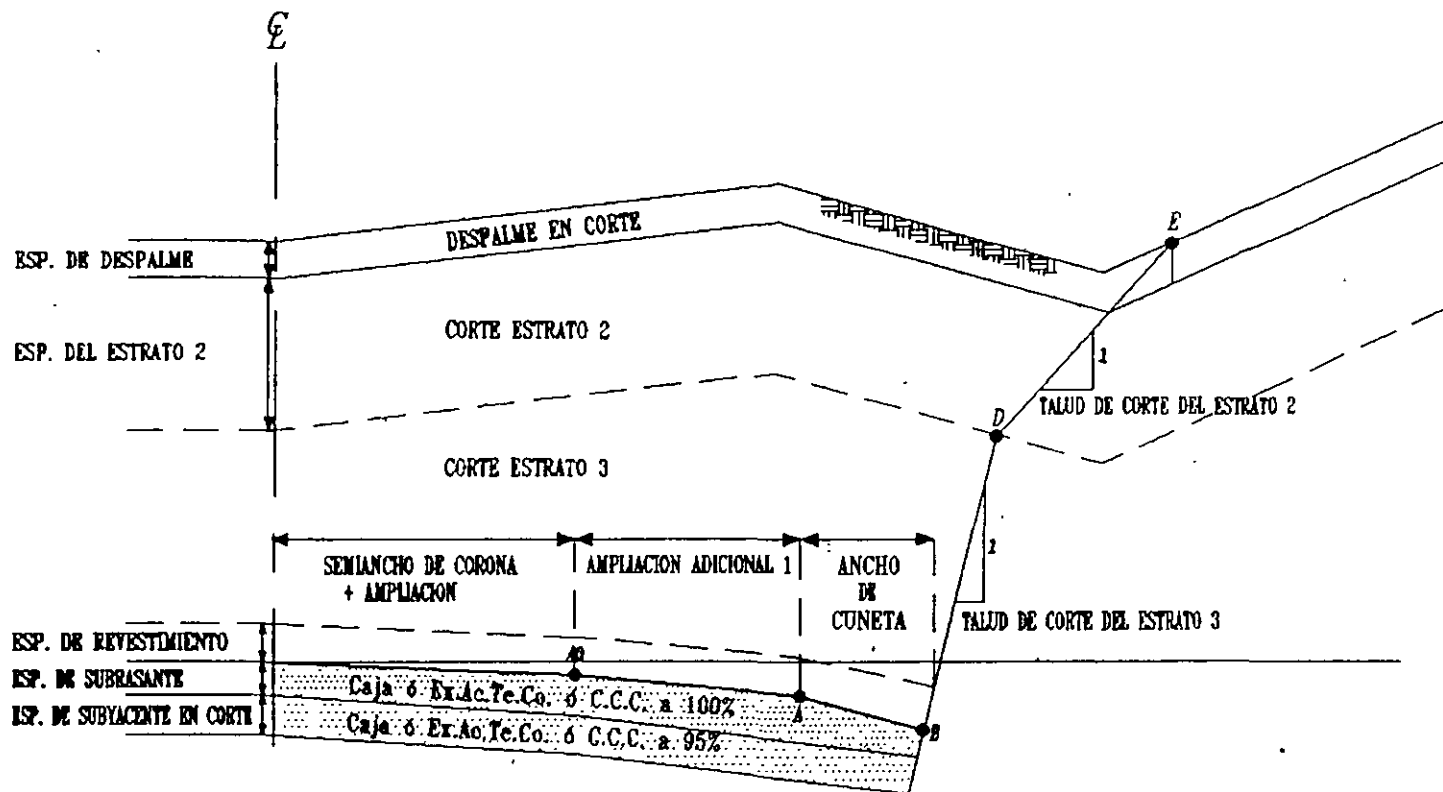 CL
DESPALME EN CORTE
E
ESP. DE DESPALME
CORTE ESTRATO 2
ESP. DEL ESTRATO 2
1
TALUD DE CORTE DEL ESTRATO 2
D
CORTE ESTRATO 3
1
SEMIANCHO DE CORONA
+ AMPLIACION
AMPLIACION ADICIONAL 1
ANCHO
DE
CUNETA
TALUD DE CORTE DEL ESTRATO 3
ESP. DE REVESTIMIENTO
ESP. DE SUBRASANTE
Caja ó Ex.Ac.Te.Co. ó C.C.C. a 100%
A
B
ESP. DE SUBYACENTE EN CORTE
Caja ó Ex.Ac.Te.Co. ó C.C.C. a 95%